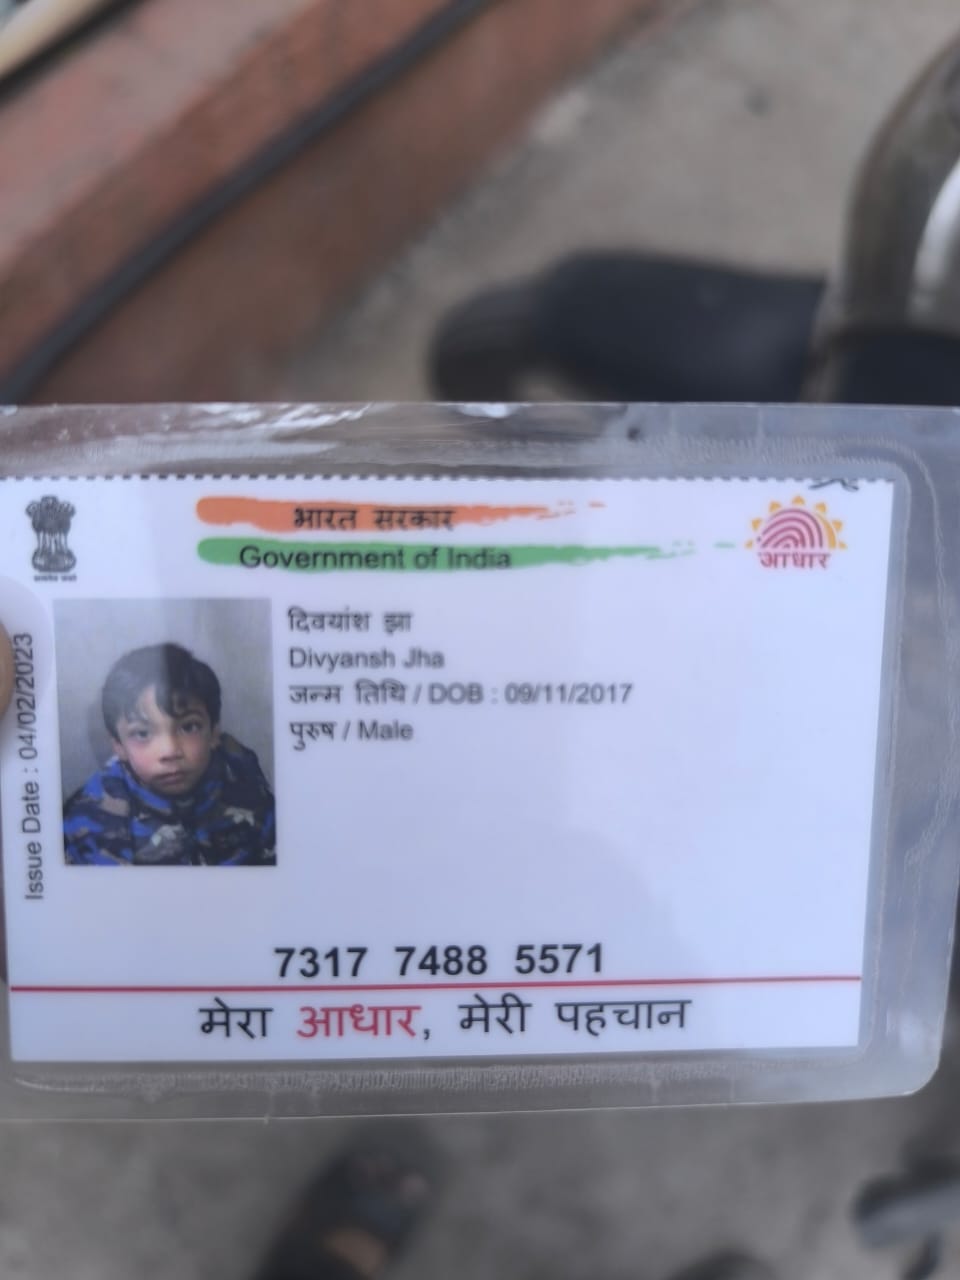 भारत सरकार
Government of India
आधार
दिवयांश झा
Divyansh Jha
जन्म तिथि / DOB : 09/11/2017
पुरुष / Male
Issue Date : 04/02/2023
7317 7488 5571
मेरा आधार, मेरी पहचान